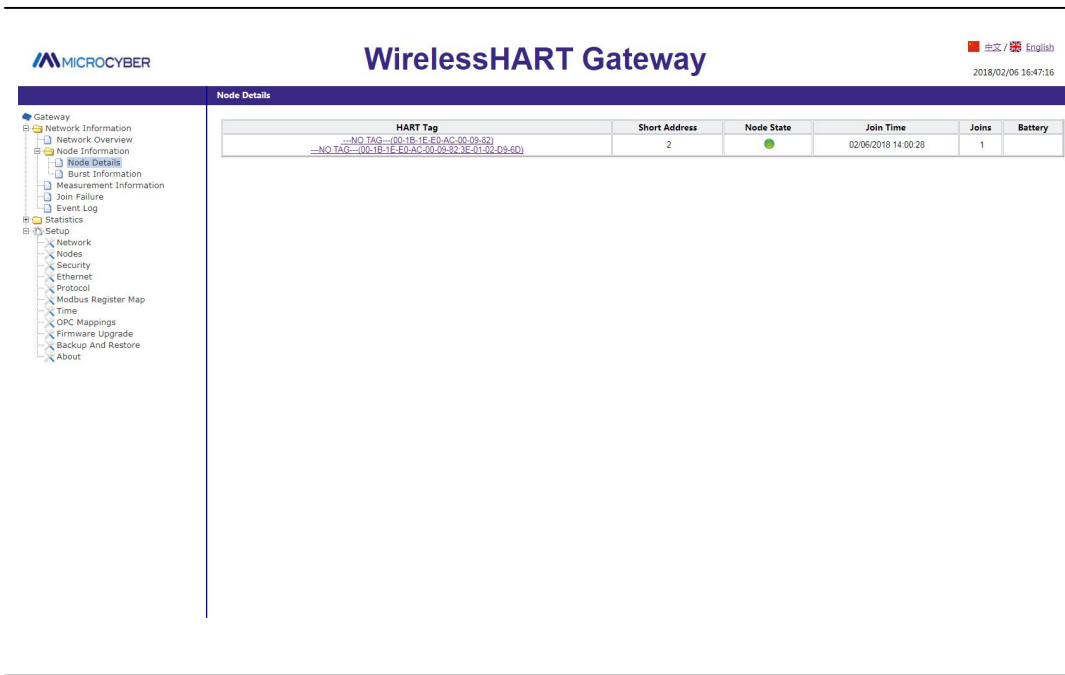 MICROCYBER
WirelessHART Gateway
中文 / English
2018/02/06 16:47:16
Node Details
Gateway
Network Information
Network Overview
Node Information
Node Details
Burst Information
Measurement Information
Join Failure
Event Log
Statistics
Setup
Network
Nodes
Security
Ethernet
Protocol
Modbus Register Map
Time
OPC Mappings
Firmware Upgrade
Backup And Restore
About
HART Tag Short Address Node State Join Time Joins Battery
---NO TAG---(00-1B-1E-E0-AC-00-09-82)
---NO TAG---(00-1B-1E-E0-AC-00-09-82:3E-01-02-D9-6D)
2 02/06/2018 14:00:28 1